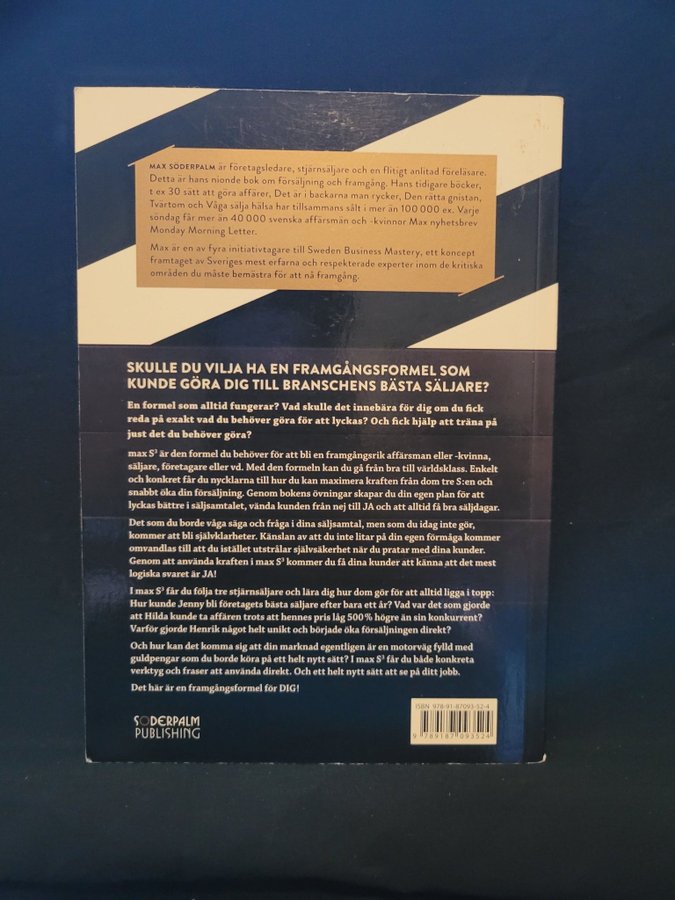 MAX SÖDERPALM är företagsledare, stjärnsäljare och en flitigt anlitad föreläsare.
Detta är hans nionde bok om försäljning och framgång. Hans tidigare böcker,
t ex 30 sätt att göra affärer, Det är i backarna man rycker, Den rätta gnistan,
Tvärtom och Våga sälja hälsa har tillsammans sålt i mer än 100 000 ex. Varje
söndag får mer än 40 000 svenska affärsmän och -kvinnor Max nyhetsbrev
Monday Morning Letter.
Max är en av fyra initiativtagare till Sweden Business Mastery, ett koncept
framtaget av Sveriges mest erfarna och respekterade experter inom de kritiska
områden du måste bemästra för att nå framgång.
SKULLE DU VILJA HA EN FRAMGÅNGSFORMEL SOM
KUNDE GÖRA DIG TILL BRANSCHENS BÄSTA SÄLJARE?
En formel som alltid fungerar? Vad skulle det innebära för dig om du fick
reda på exakt vad du behöver göra för att lyckas? Och fick hjälp att träna på
just det du behöver göra?
max S³ är den formel du behöver för att bli en framgångsrik affärsman eller -kvinna,
säljare, företagare eller vd. Med den formeln kan du gå från bra till världsklass. Enkelt
och konkret får du nycklarna till hur du kan maximera kraften från dom tre S:en och
snabbt öka din försäljning. Genom bokens övningar skapar du din egen plan för att
lyckas bättre i säljsamtalet, vända kunden från nej till JA och att alltid få bra säljdagar.
Det som du borde våga säga och fråga i dina säljsamtal, men som du idag inte gör,
kommer att bli självklarheter. Känslan av att du inte litar på din egen förmåga kommer
omvandlas till att du istället utstrålar självsäkerhet när du pratar med dina kunder.
Genom att använda kraften i max S³ kommer du få dina kunder att känna att det mest
logiska svaret är JA!
I max S³ får du följa tre stjärnsäljare och lära dig hur dom gör för att alltid ligga i topp:
Hur kunde Jenny bli företagets bästa säljare efter bara ett år? Vad var det som gjorde
att Hilda kunde ta affären trots att hennes pris låg 500 % högre än sin konkurrent?
Varför gjorde Henrik något helt unikt och började öka försäljningen direkt?
Och hur kan det komma sig att din marknad egentligen är en motorväg fylld med
guldpengar som du borde köra på ett helt nytt sätt? I max S³ får du både konkreta
verktyg och fraser att använda direkt. Och ett helt nytt sätt att se på ditt jobb.
Det här är en framgångsformel för DIG!
SÖDERPALM
PUBLISHING
ISBN 978-91-87093-52-4
9 789187 093524